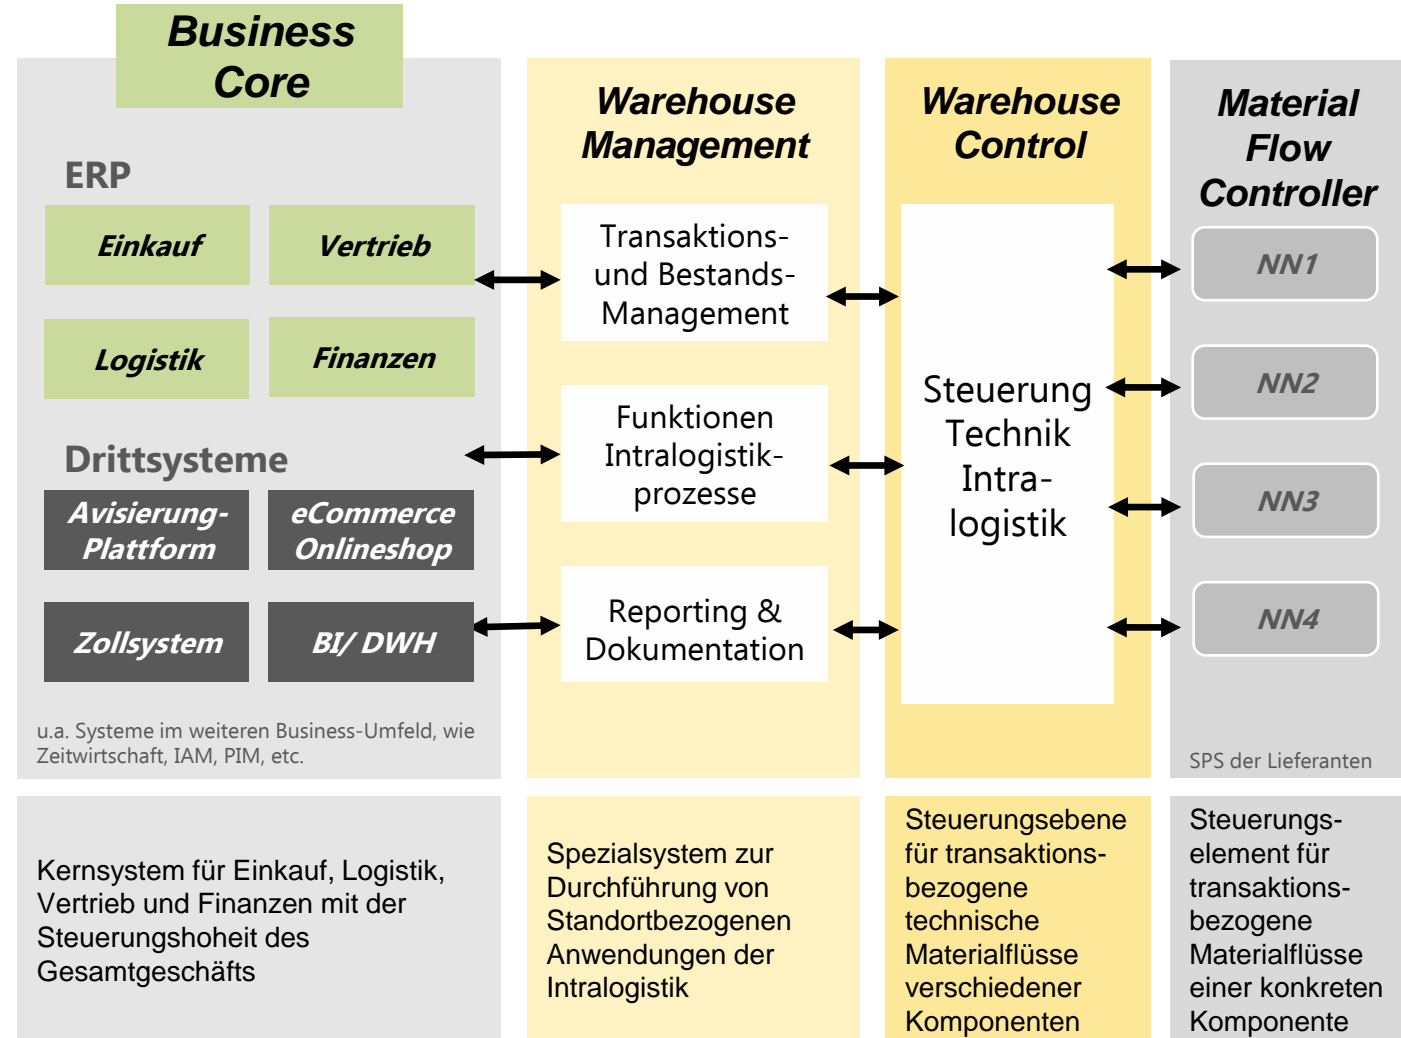 Business
Core
ERP
Einkauf
Vertrieb
Logistik
Finanzen
Drittsysteme
Avisierung-
Plattform
eCommerce
Onlineshop
Zollsystem
BI/ DWH
u.a. Systeme im weiteren Business-Umfeld, wie
Zeitwirtschaft, IAM, PIM, etc.
Kernsystem für Einkauf, Logistik,
Vertrieb und Finanzen mit der
Steuerungshoheit des
Gesamtgeschäfts
Warehouse
Management
Transaktions-
und Bestands-
Management
Funktionen
Intralogistik-
prozesse
Reporting &
Dokumentation
Spezialsystem zur
Durchführung von
Standortbezogenen
Anwendungen der
Intralogistik
Warehouse
Control
Steuerung
Technik
Intra-
logistik
Steuerungsebene
für transaktions-
bezogene
technische
Materialflüsse
verschiedener
Komponenten
Material
Flow
Controller
NN1
NN2
NN3
NN4
SPS der Lieferanten
Steuerungs-
element für
transaktions-
bezogene
Materialflüsse
einer konkreten
Komponente